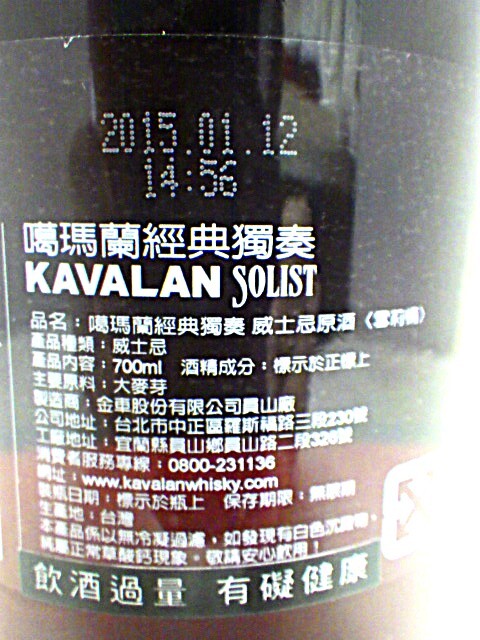 2015.01.12
14:56
噶瑪蘭經典獨奏
KAVALAN SOLIST
品名：噶瑪蘭經典獨奏 威士忌原酒〈雪莉桶〉
產品種類：威士忌
產品內容：700ml 酒精成分：標示於正標上
主要原料：大麥芽
製造商：金車股份有限公司員山廠
公司地址：台北市中正區羅斯福路三段230號
工廠地址：宜蘭縣員山鄉員山路二段326號
消費者服務專線：0800-231136
網址：www.kavalanwhisky.com
裝瓶日期：標示於瓶上 保存期限：無限期
生產地：台灣
本產品係以無冷凝過濾，如發現有白色沉澱物，
純屬正常草酸鈣現象。敬請安心飲用！
飲酒過量 有礙健康